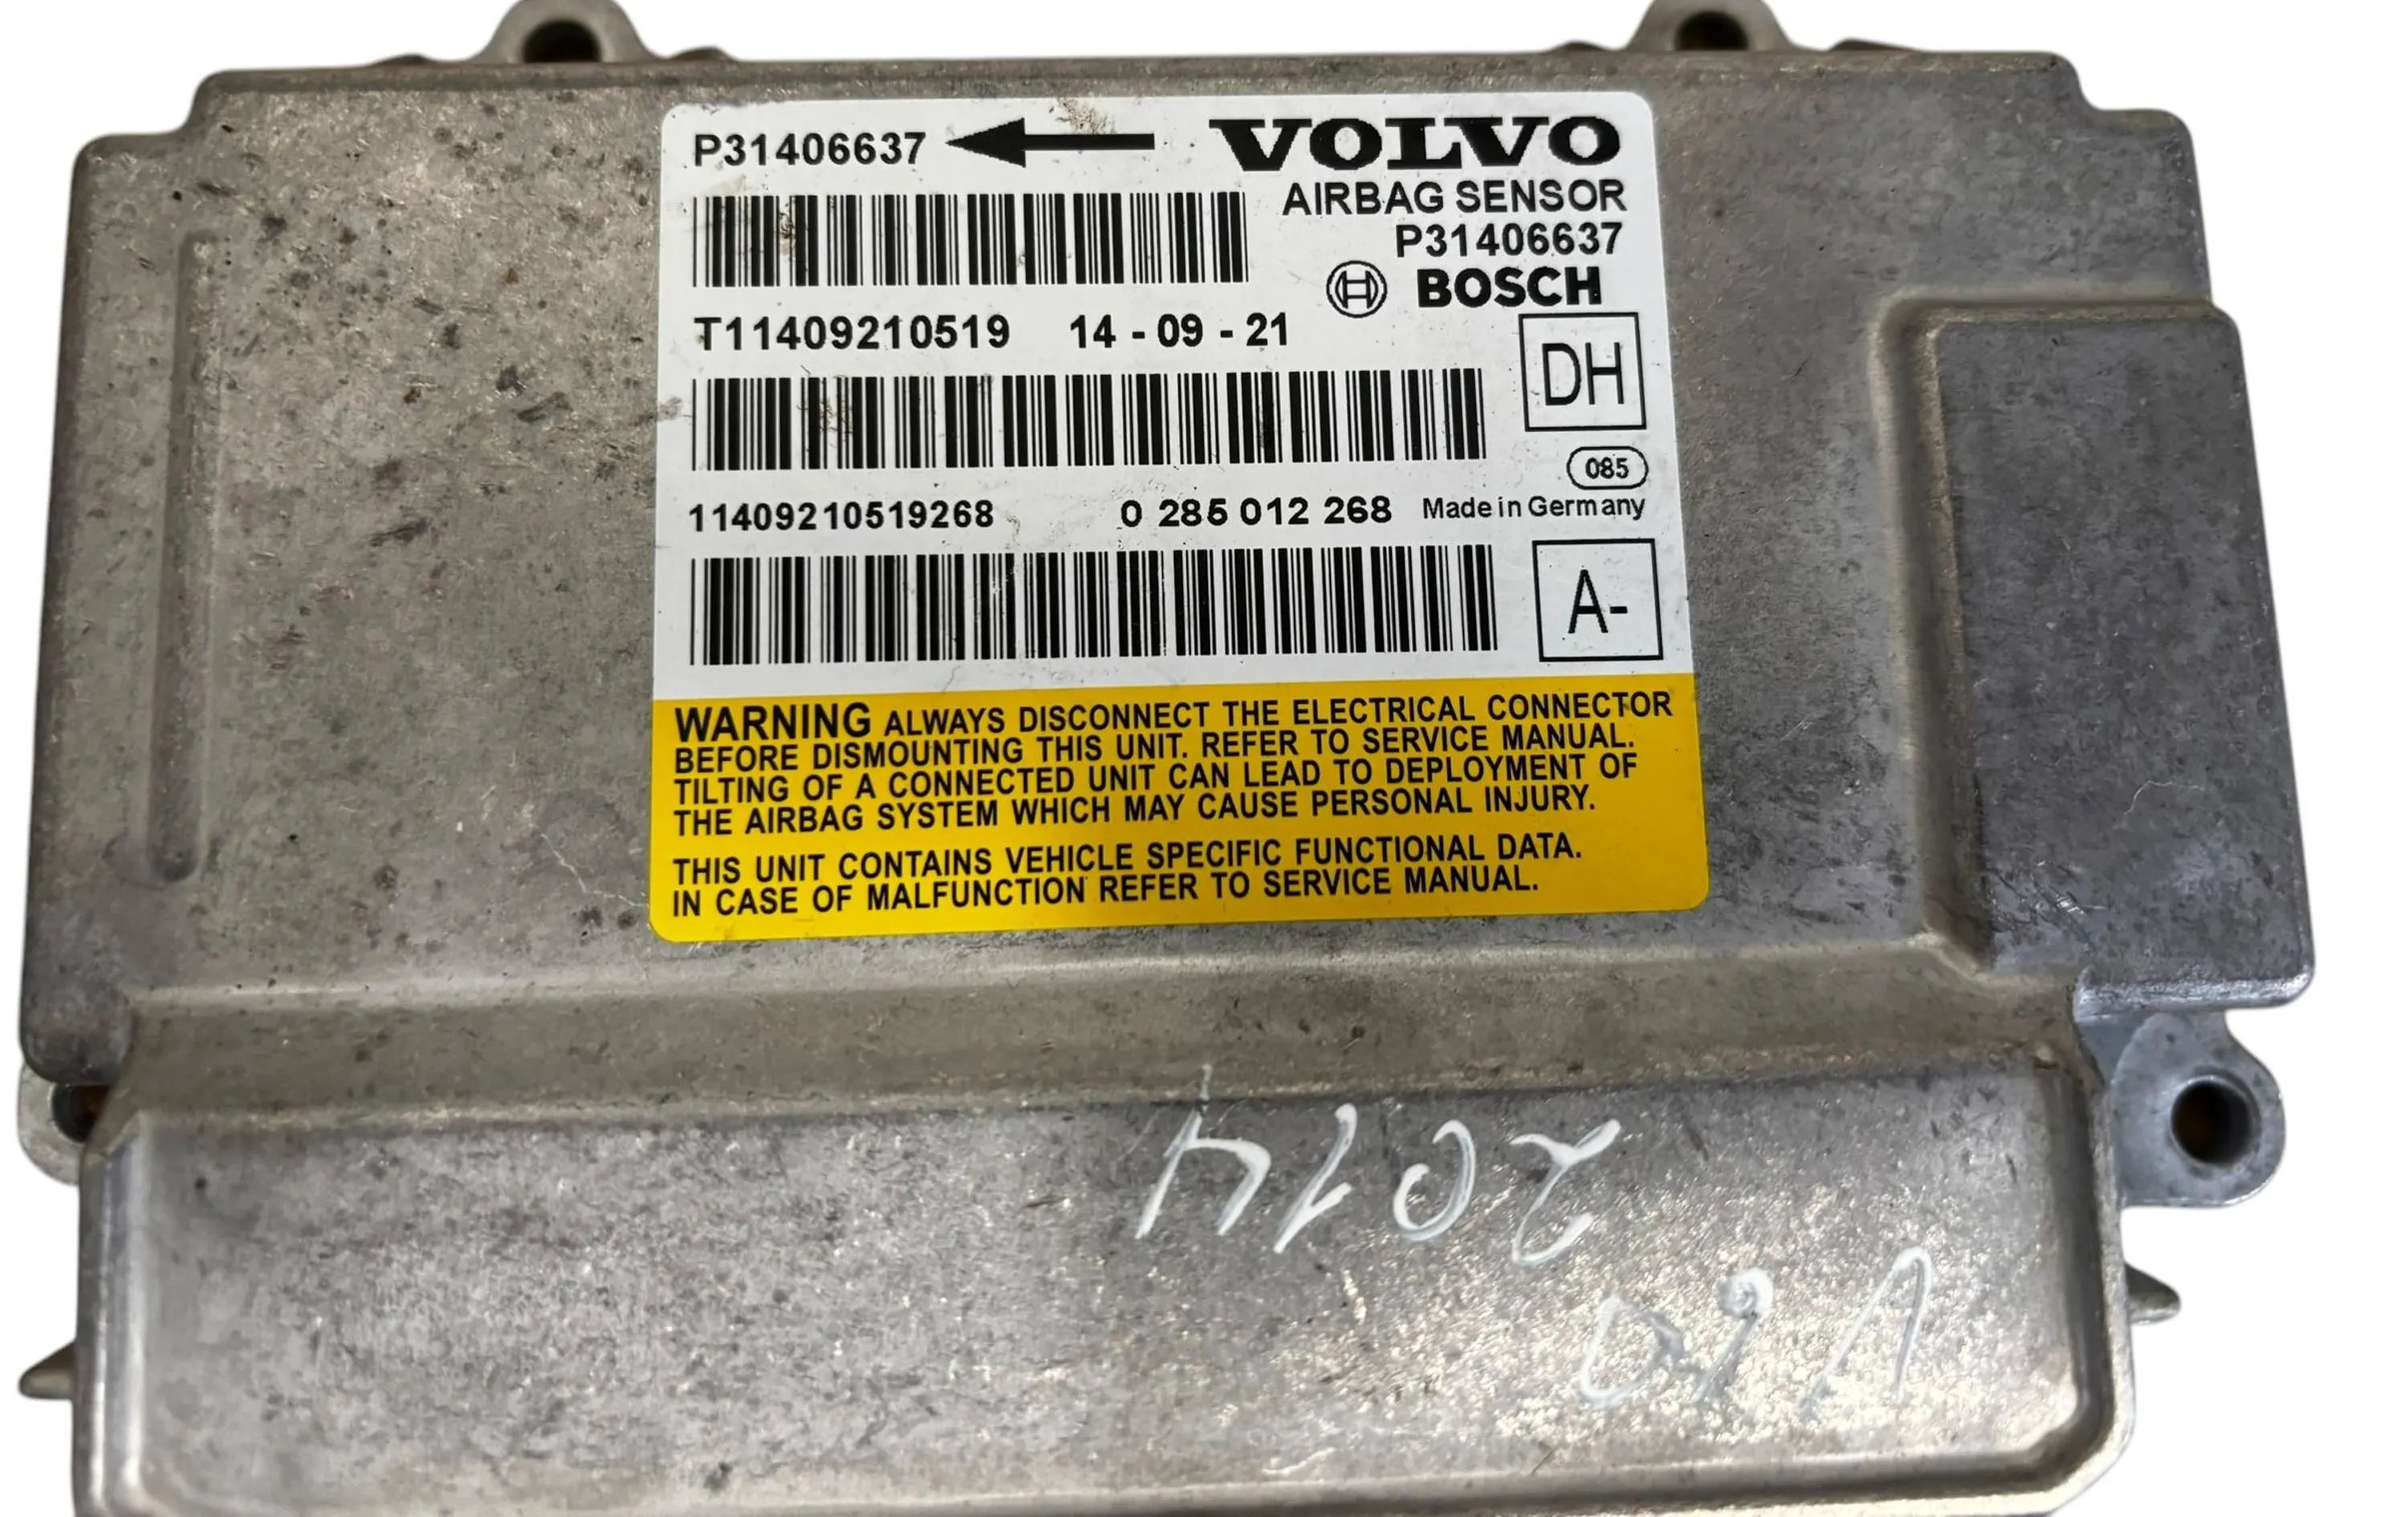 P31406637 VOLVO
AIRBAG SENSOR
P31406637
BOSCH
T11409210519 14 - 09 - 21
DH
085
11409210519268 0 285 012 268 Made in Germany
A-
WARNING ALWAYS DISCONNECT THE ELECTRICAL CONNECTOR
BEFORE DISMOUNTING THIS UNIT. REFER TO SERVICE MANUAL.
TILTING OF A CONNECTED UNIT CAN LEAD TO DEPLOYMENT OF
THE AIRBAG SYSTEM WHICH MAY CAUSE PERSONAL INJURY.
THIS UNIT CONTAINS VEHICLE SPECIFIC FUNCTIONAL DATA.
IN CASE OF MALFUNCTION REFER TO SERVICE MANUAL.
V60
2014